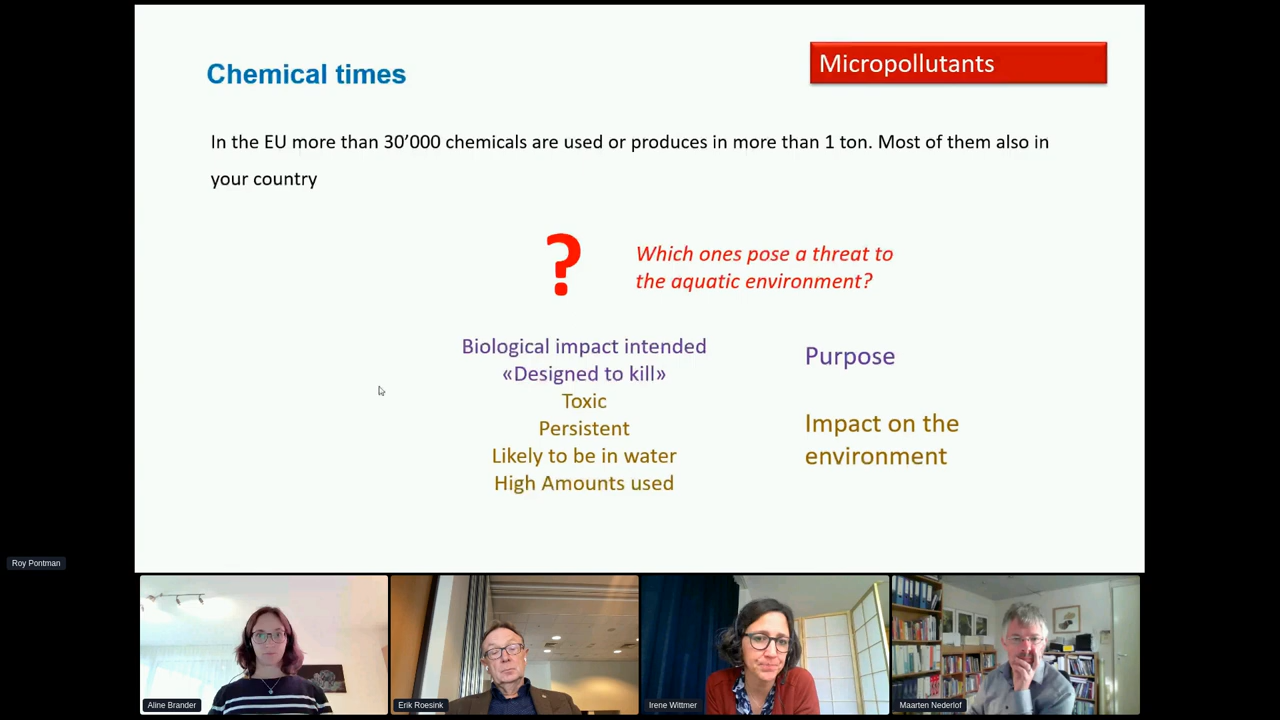 Chemical times
Micropollutants
In the EU more than 30’000 chemicals are used or produces in more than 1 ton. Most of them also in
your country
?
Which ones pose a threat to
the aquatic environment?
Biological impact intended
«Designed to kill»
Toxic
Persistent
Likely to be in water
High Amounts used
Purpose
Impact on the
environment
Roy Pontman
Aline Brander
Erik Roesink
Irene Wittmer
Maarten Nederlof